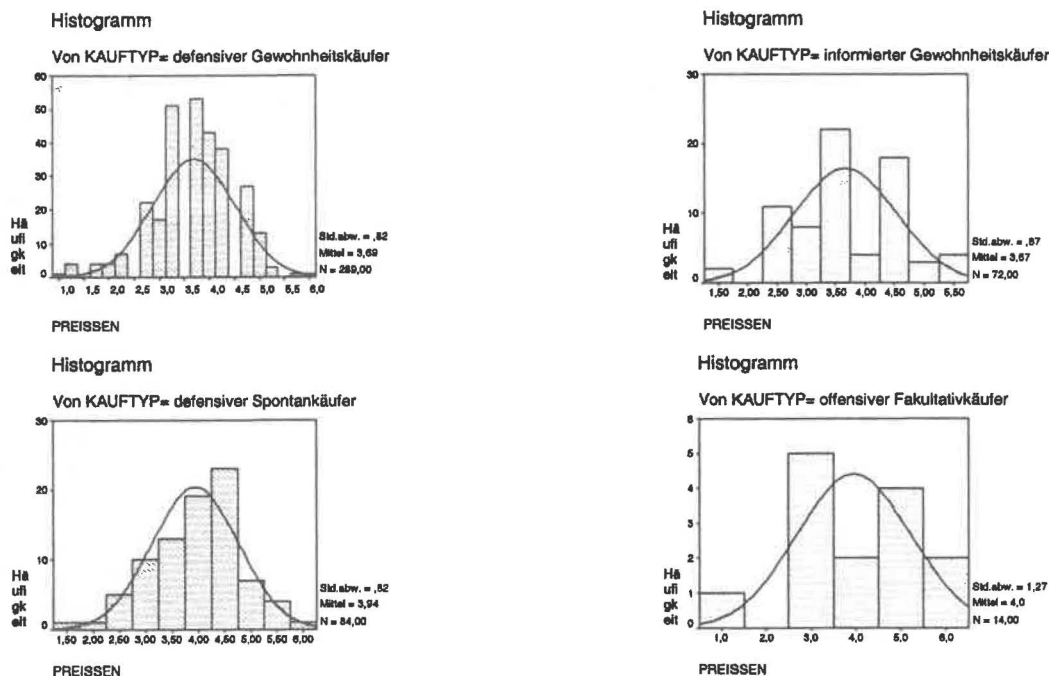 Histogramm
Von KAUFTYP= defensiver Gewohnheitskäufer
60
50
40
30
20
10
0
Hä
ufi
gk
eit
1,0 1,5 2,0 2,5 3,0 3,5 4,0 4,5 5,0 6,0
Std.abw. = ,82
Mittel = 3,69
N = 289,00
PREISSEN
Histogramm
Von KAUFTYP= informierter Gewohnheitskäufer
30
20
10
0
Hä
ufi
gk
eit
1,50 2,00 2,50 3,00 3,50 4,00 4,50 5,00 5,50
Std.abw. = ,87
Mittel = 3,67
N = 72,00
PREISSEN
Histogramm
Von KAUFTYP= defensiver Spontankäufer
30
20
10
0
Hä
ufi
gk
eit
1,50 2,00 2,50 3,00 3,50 4,00 4,50 5,00 5,50 6,00
Std.abw. = ,82
Mittel = 3,94
N = 84,00
PREISSEN
Histogramm
Von KAUFTYP= offensiver Fakultativkäufer
6
5
4
3
2
1
0
Hä
ufi
gk
eit
1,0 2,0 3,0 4,0 5,0 6,0
Std.abw. = 1,27
Mittel = 4,0
N = 14,00
PREISSEN